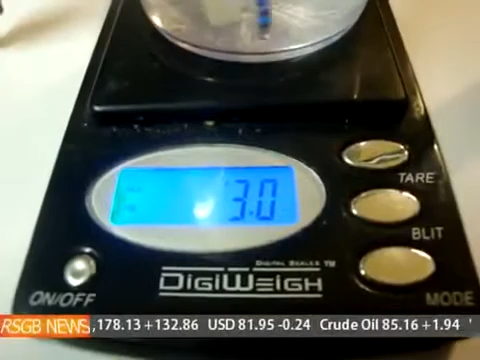 3.0
TARE
BLIT
DIGITAL SCALES TM
DIGIWEIGH
ON/OFF
MODE
RSGB NEWS ,178.13 +132.86 USD 81.95 -0.24 Crude Oil 85.16 +1.94